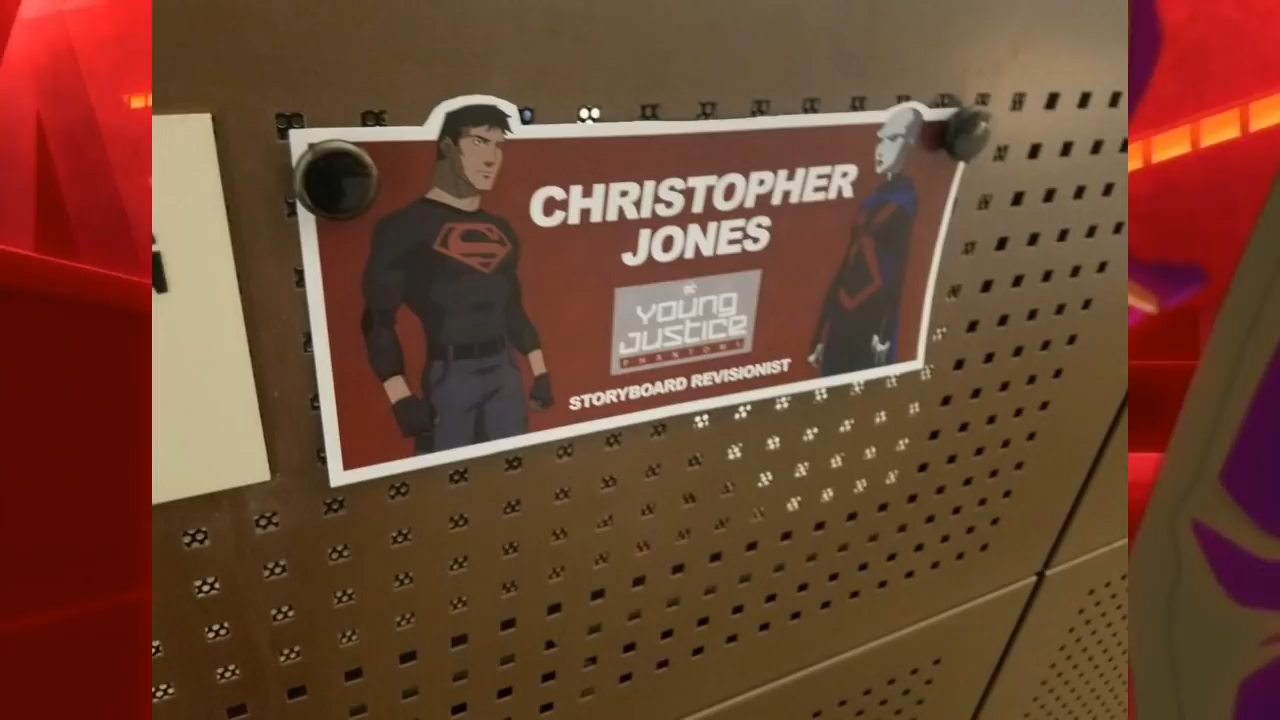 CHRISTOPHER
JONES
DC
Young
Justice
PHANTOMS
STORYBOARD REVISIONIST